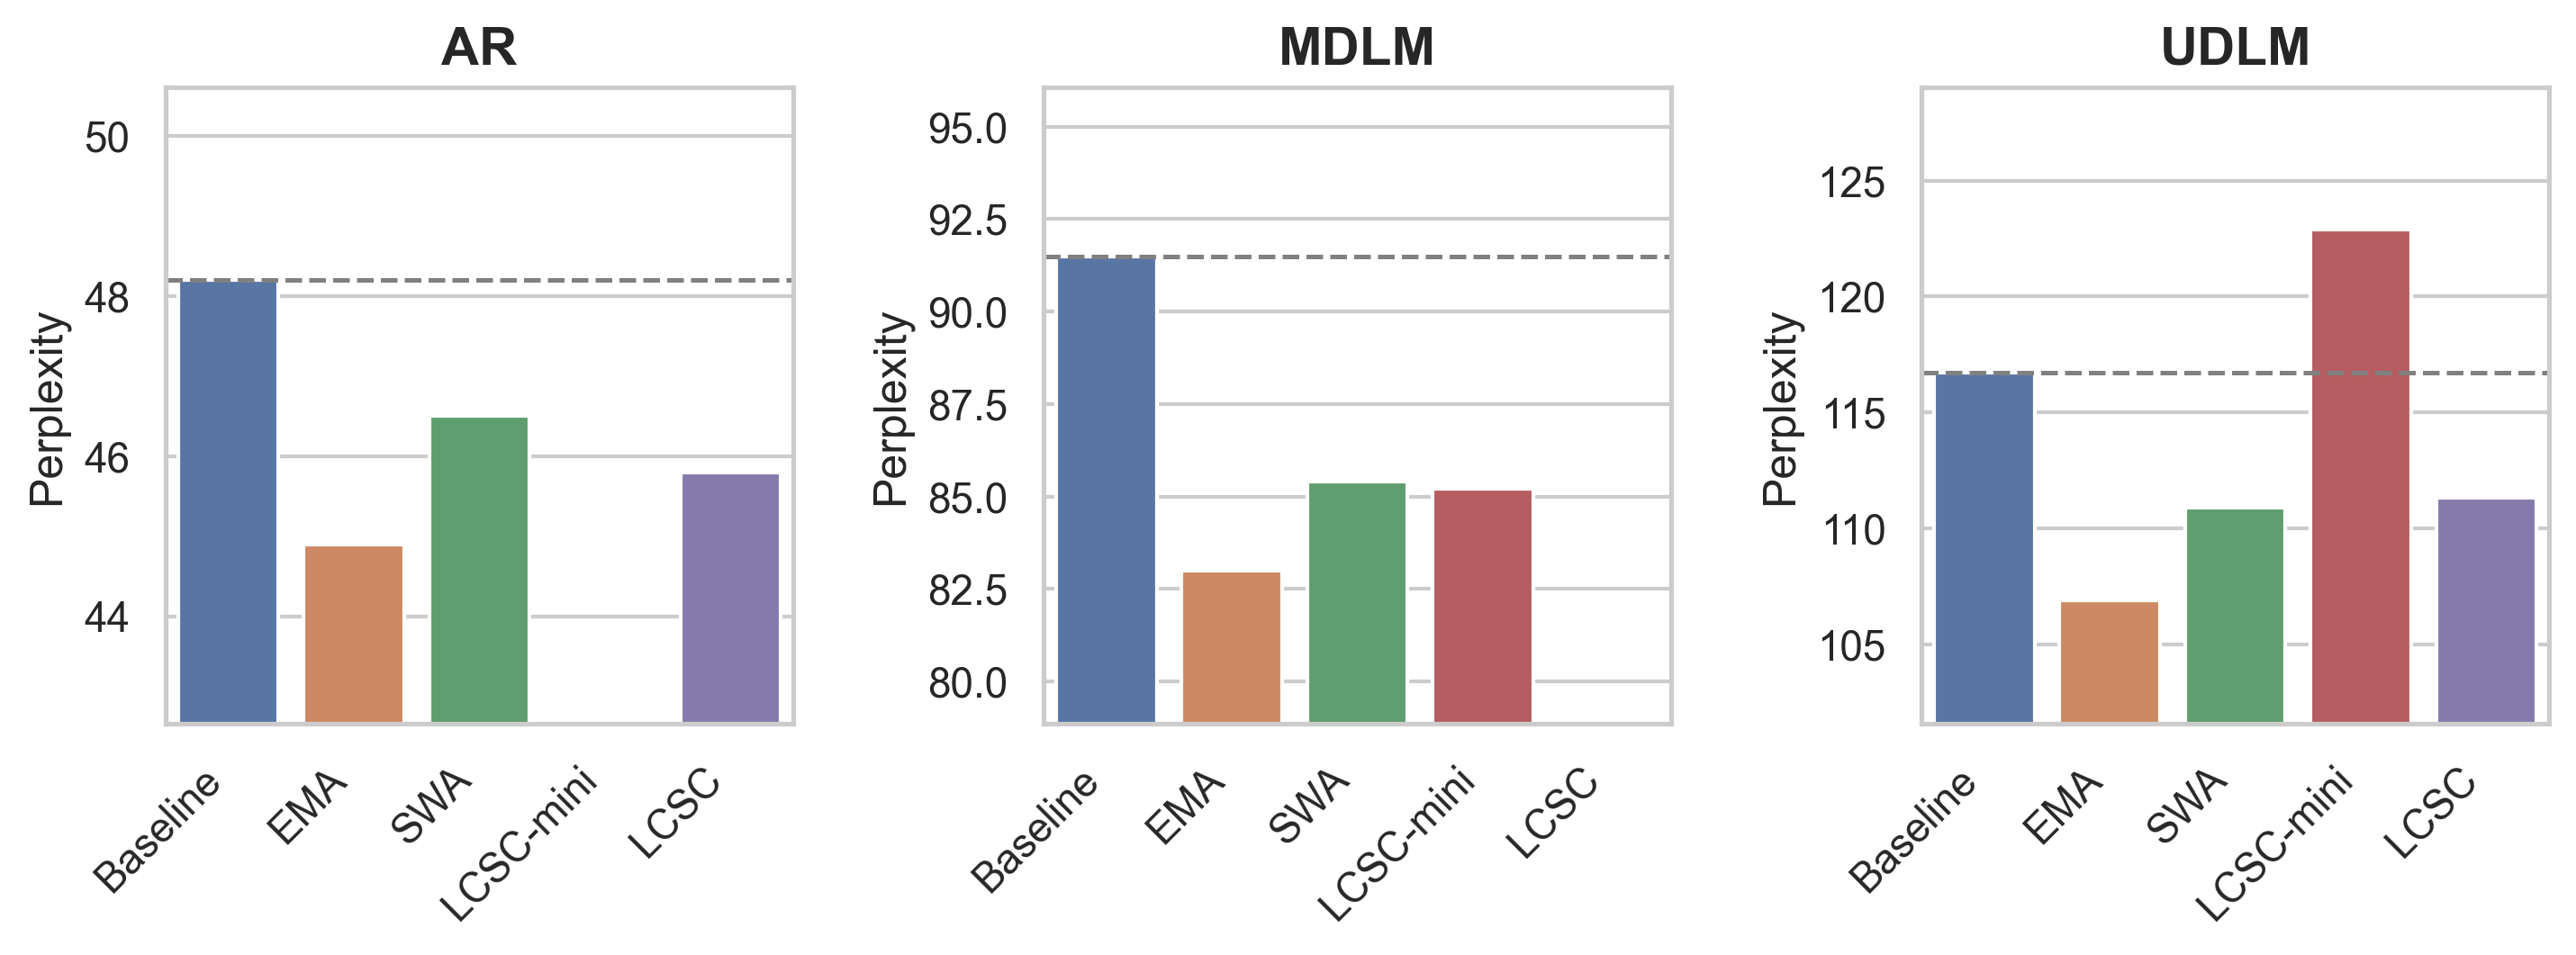 AR
Perplexity
50
48
46
44
Baseline
EMA
SWA
LCSC-mini
LCSC
MDLM
Perplexity
95.0
92.5
90.0
87.5
85.0
82.5
80.0
Baseline
EMA
SWA
LCSC-mini
LCSC
UDLM
Perplexity
125
120
115
110
105
Baseline
EMA
SWA
LCSC-mini
LCSC